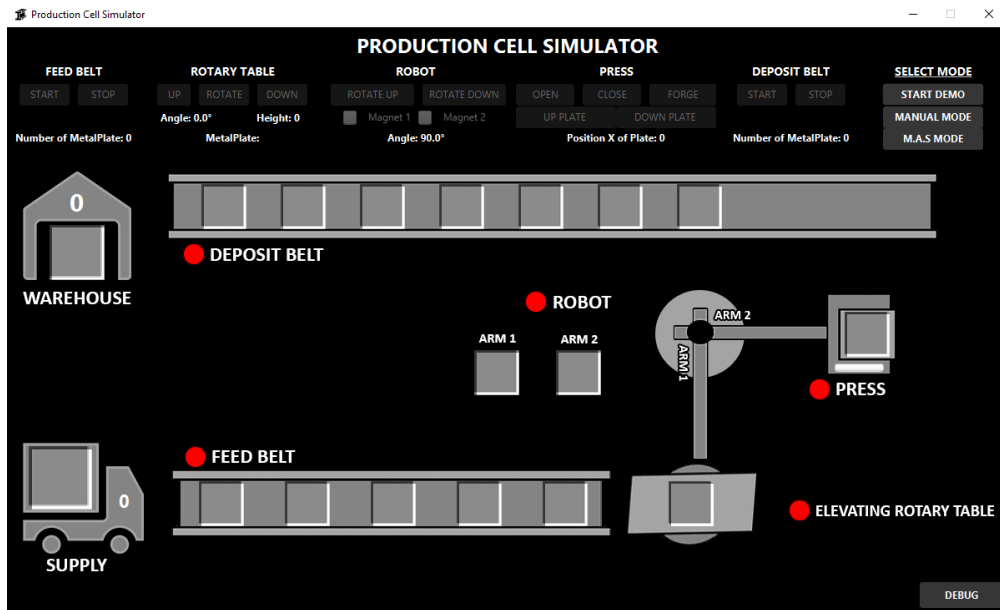 Production Cell Simulator
PRODUCTION CELL SIMULATOR
FEED BELT ROTARY TABLE ROBOT PRESS DEPOSIT BELT SELECT MODE
START STOP UP ROTATE DOWN ROTATE UP ROTATE DOWN OPEN CLOSE FORGE START STOP START DEMO
Angle: 0.0° Height: 0 Magnet 1 Magnet 2 UP PLATE DOWN PLATE MANUAL MODE
Number of MetalPlate: 0 MetalPlate: Angle: 90.0° Position X of Plate: 0 Number of MetalPlate: 0 M.A.S MODE
0
DEPOSIT BELT
WAREHOUSE
ROBOT
ARM 2
ARM 1 ARM 2
ARM 1
PRESS
FEED BELT
0
ELEVATING ROTARY TABLE
SUPPLY
DEBUG